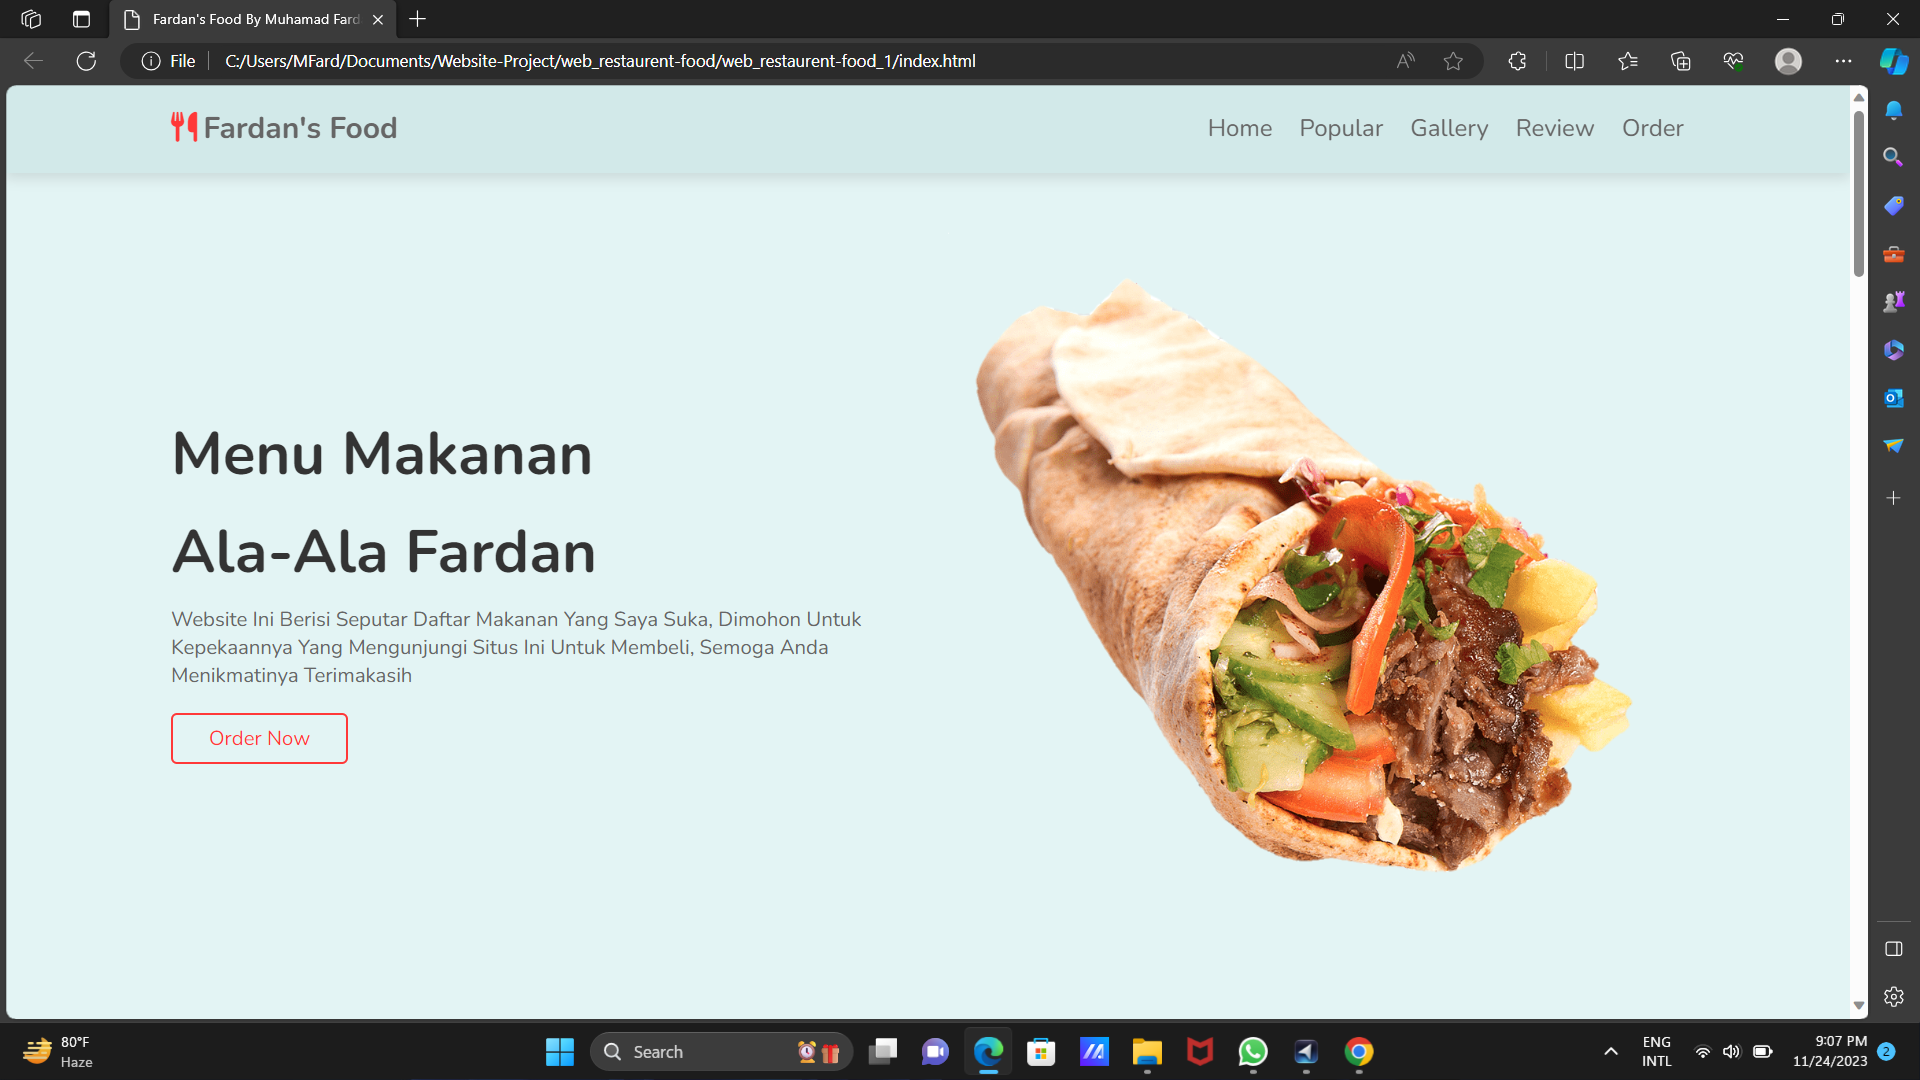 Fardan's Food By Muhamad Fard
File
C:/Users/MFard/Documents/Website-Project/web_restaurent-food/web_restaurent-food_1/index.html
Fardan's Food
Home Popular Gallery Review Order
Menu Makanan
Ala-Ala Fardan
Website Ini Berisi Seputar Daftar Makanan Yang Saya Suka, Dimohon Untuk
Kepekaannya Yang Mengunjungi Situs Ini Untuk Membeli, Semoga Anda
Menikmatinya Terimakasih
Order Now
80°F
Haze
Search
ENG
INTL
9:07 PM
11/24/2023
2